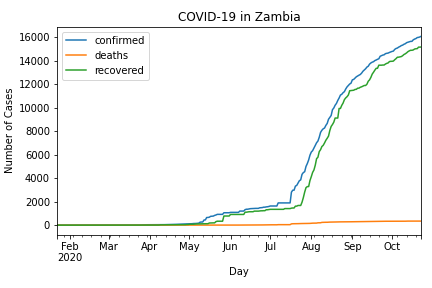 COVID-19 in Zambia
confirmed
deaths
recovered
Number of Cases
16000
14000
12000
10000
8000
6000
4000
2000
0
Feb Mar Apr May Jun Jul Aug Sep Oct
2020
Day